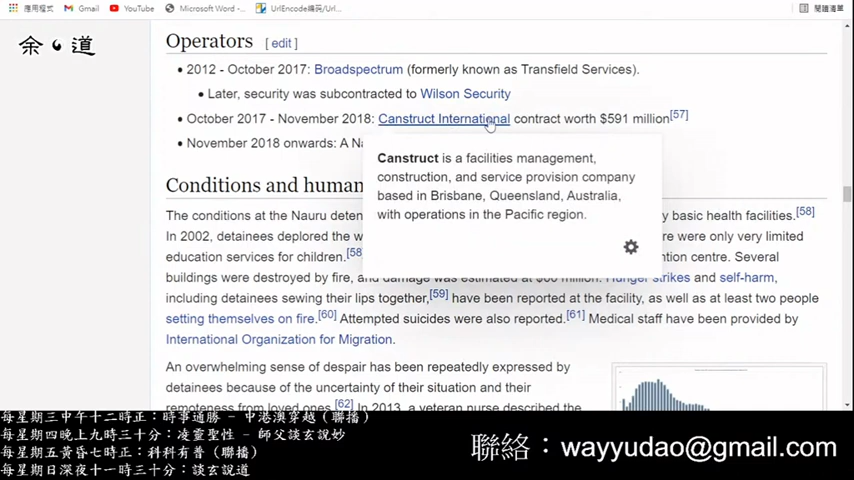 應用程式 Gmail YouTube Microsoft Word -... UrlEncode编码/Url... 閱讀清單
余道
Operators [ edit ]
• 2012 - October 2017: Broadspectrum (formerly known as Transfield Services).
• Later, security was subcontracted to Wilson Security
• October 2017 - November 2018: Canstruct International contract worth $591 million[57]
• November 2018 onwards: A Na
Canstruct is a facilities management,
construction, and service provision company
based in Brisbane, Queensland, Australia,
with operations in the Pacific region.
Conditions and human
The conditions at the Nauru deten y basic health facilities.[58]
In 2002, detainees deplored the w re were only very limited
education services for children.[58 ention centre. Several
buildings were destroyed by fire, and damage was estimated at $60 million. Hunger strikes and self-harm,
including detainees sewing their lips together,[59] have been reported at the facility, as well as at least two people
setting themselves on fire.[60] Attempted suicides were also reported.[61] Medical staff have been provided by
International Organization for Migration.
An overwhelming sense of despair has been repeatedly expressed by
detainees because of the uncertainty of their situation and their
remoteness from loved ones.[62] In 2013, a veteran nurse described the
每星期三中午十二時正：時事通勝 - 中港澳穿越（聯播）
每星期四晚上九時三十分：凌靈聖性 - 師父談玄說妙
每星期五黃昏七時正：科科有普（聯播）
每星期日深夜十一時三十分：談玄說道
聯絡：wayyudao@gmail.com